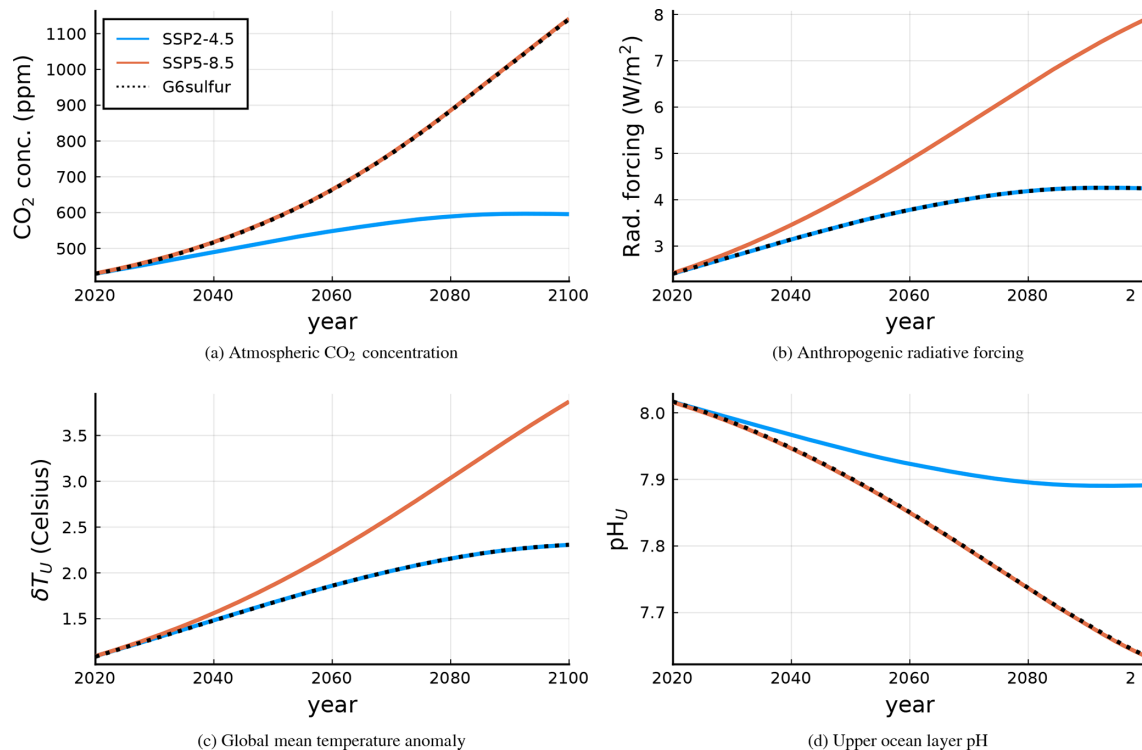 CO₂ conc. (ppm)
1100
1000
900
800
700
600
500
SSP2-4.5
SSP5-8.5
G6sulfur
2020 2040 2060 2080 2100
year
(a) Atmospheric CO₂ concentration
Rad. forcing (W/m²)
8
7
6
5
4
3
2020 2040 2060 2080 2
year
(b) Anthropogenic radiative forcing
δT_U (Celsius)
3.5
3.0
2.5
2.0
1.5
2020 2040 2060 2080 2100
year
(c) Global mean temperature anomaly
pH_U
8.0
7.9
7.8
7.7
2020 2040 2060 2080 2
year
(d) Upper ocean layer pH